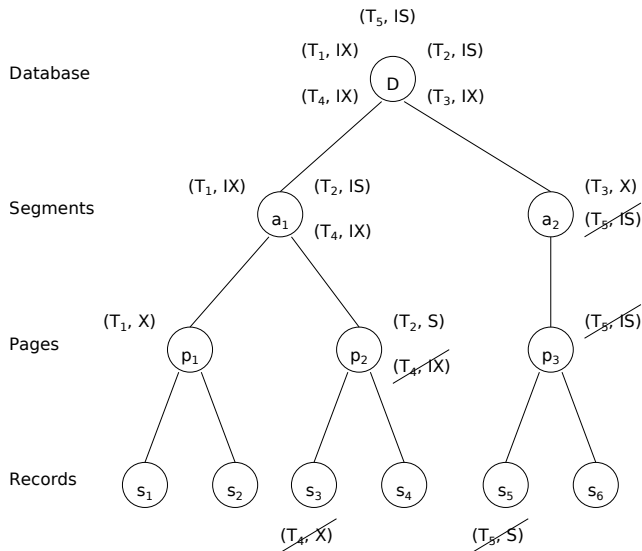 (T₅, IS)
(T₁, IX) (T₂, IS)
Database D
(T₄, IX) (T₃, IX)
(T₁, IX) (T₂, IS) (T₃, X)
Segments a₁ a₂ (T₅, IS)
(T₄, IX)
(T₁, X) (T₂, S) (T₅, IS)
Pages p₁ p₂ p₃
(T₄, IX)
Records s₁ s₂ s₃ s₄ s₅ s₆
(T₄, X) (T₅, S)